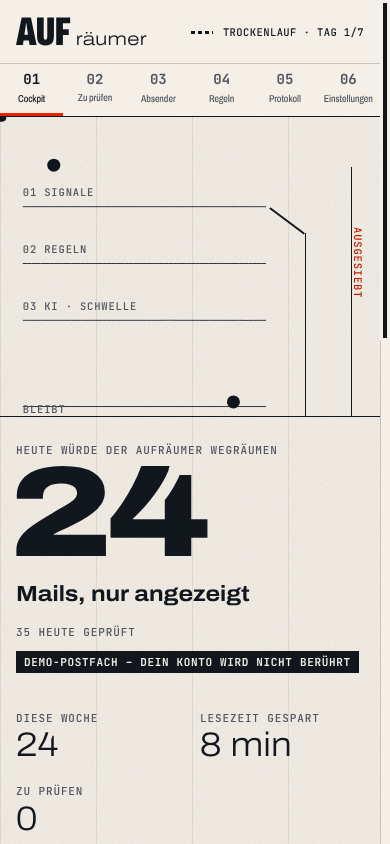 AUF räumer
TROCKENLAUF · TAG 1/7
01 02 03 04 05 06
Cockpit Zu prüfen Absender Regeln Protokoll Einstellungen
01 SIGNALE
02 REGELN
03 KI · SCHWELLE
AUSGESIEBT
BLEIBT
HEUTE WÜRDE DER AUFRÄUMER WEGRÄUMEN
24
Mails, nur angezeigt
35 HEUTE GEPRÜFT
DEMO-POSTFACH – DEIN KONTO WIRD NICHT BERÜHRT
DIESE WOCHE
24
LESEZEIT GESPART
8 min
ZU PRÜFEN
0